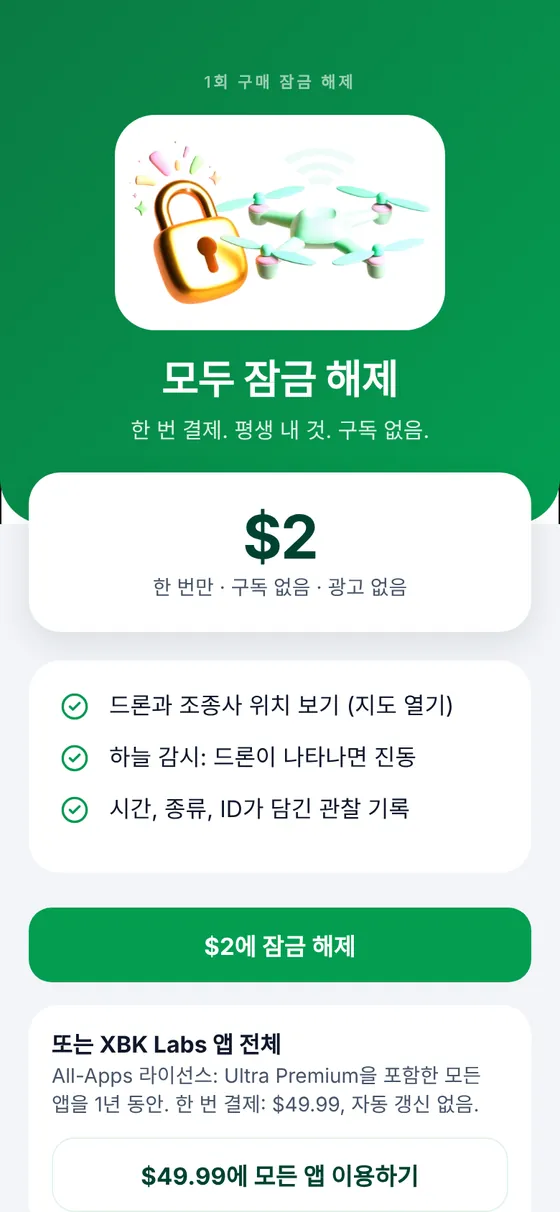 1회 구매 잠금 해제
모두 잠금 해제
한 번 결제. 평생 내 것. 구독 없음.
$2
한 번만 · 구독 없음 · 광고 없음
드론과 조종사 위치 보기 (지도 열기)
하늘 감시: 드론이 나타나면 진동
시간, 종류, ID가 담긴 관찰 기록
$2에 잠금 해제
또는 XBK Labs 앱 전체
All-Apps 라이선스: Ultra Premium을 포함한 모든
앱을 1년 동안. 한 번 결제: $49.99, 자동 갱신 없음.
$49.99에 모든 앱 이용하기